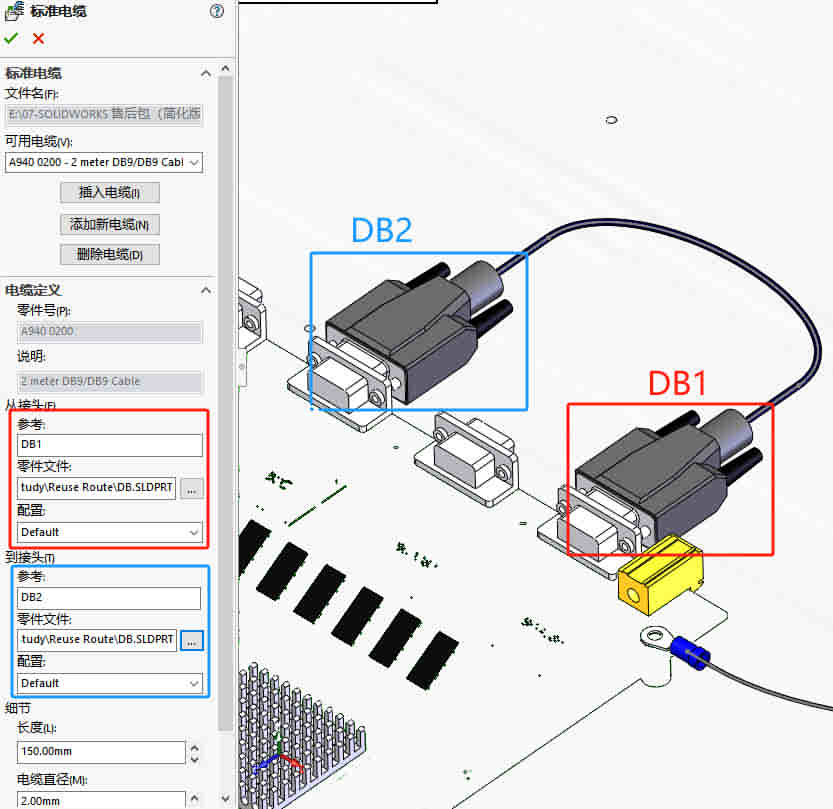 标准电缆
标准电缆
文件名(F):
E:\07-SOLIDWORKS 售后包（简化版
可用电缆(V):
A940 0200 - 2 meter DB9/DB9 Cabl
插入电缆(I)
添加新电缆(N)
删除电缆(D)
电缆定义
零件号(P):
A940 0200
说明:
2 meter DB9/DB9 Cable
从接头(F)
参考:
DB1
零件文件:
tudy\Reuse Route\DB.SLDPRT
...
配置:
Default
到接头(T)
参考:
DB2
零件文件:
tudy\Reuse Route\DB.SLDPRT
...
配置:
Default
细节
长度(L):
150.00mm
电缆直径(M):
2.00mm
DB2
DB1